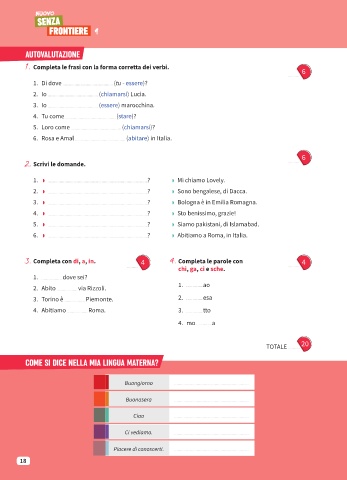 NUOVO
SENZA
FRONTIERE 4
AUTOVALUTAZIONE
1. Completa le frasi con la forma corretta dei verbi.
6
1. Di dove ............ (tu - essere)?
2. Io ............ (chiamarsi) Lucia.
3. Io ............ (essere) marocchina.
4. Tu come ............ (stare)?
5. Loro come ............ (chiamarsi)?
6. Rosa e Amal ............ (abitare) in Italia.
6
2. Scrivi le domande.
1. ............ ? Mi chiamo Lovely.
2. ............ ? Sono bengalese, di Dacca.
3. ............ ? Bologna è in Emilia Romagna.
4. ............ ? Sto benissimo, grazie!
5. ............ ? Siamo pakistani, di Islamabad.
6. ............ ? Abitiamo a Roma, in Italia.
3. Completa con di, a, in.
4
1. ............ dove sei?
2. Abito ............ via Rizzoli.
3. Torino è ............ Piemonte.
4. Abitiamo ............ Roma.
4. Completa le parole con
chi, ga, ci e sche.
4
1. ............ao
2. ............esa
3. ............tto
4. mo............a
TOTALE 20
COME SI DICE NELLA MIA LINGUA MATERNA?
Buongiorno
Buonasera
Ciao
Ci vediamo.
Piacere di conoscerti.
18